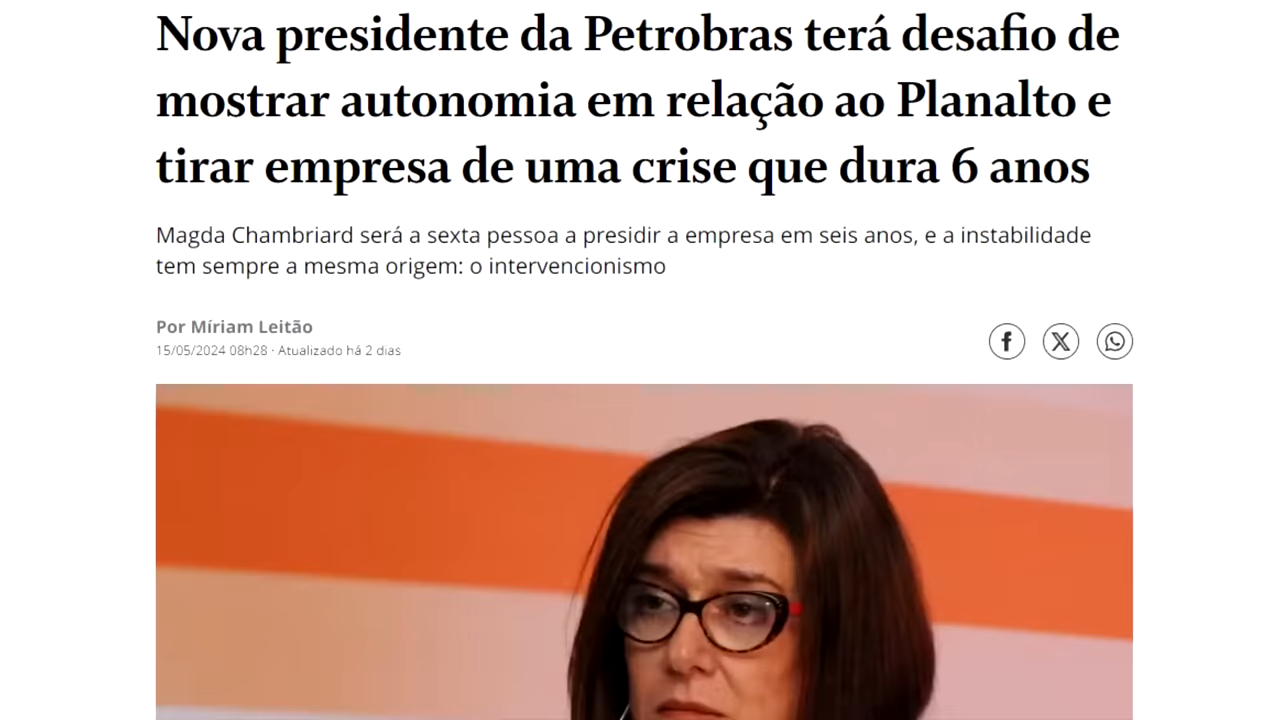 Nova presidente da Petrobras terá desafio de
mostrar autonomia em relação ao Planalto e
tirar empresa de uma crise que dura 6 anos
Magda Chambriard será a sexta pessoa a presidir a empresa em seis anos, e a instabilidade
tem sempre a mesma origem: o intervencionismo
Por Míriam Leitão
15/05/2024 08h28 · Atualizado há 2 dias